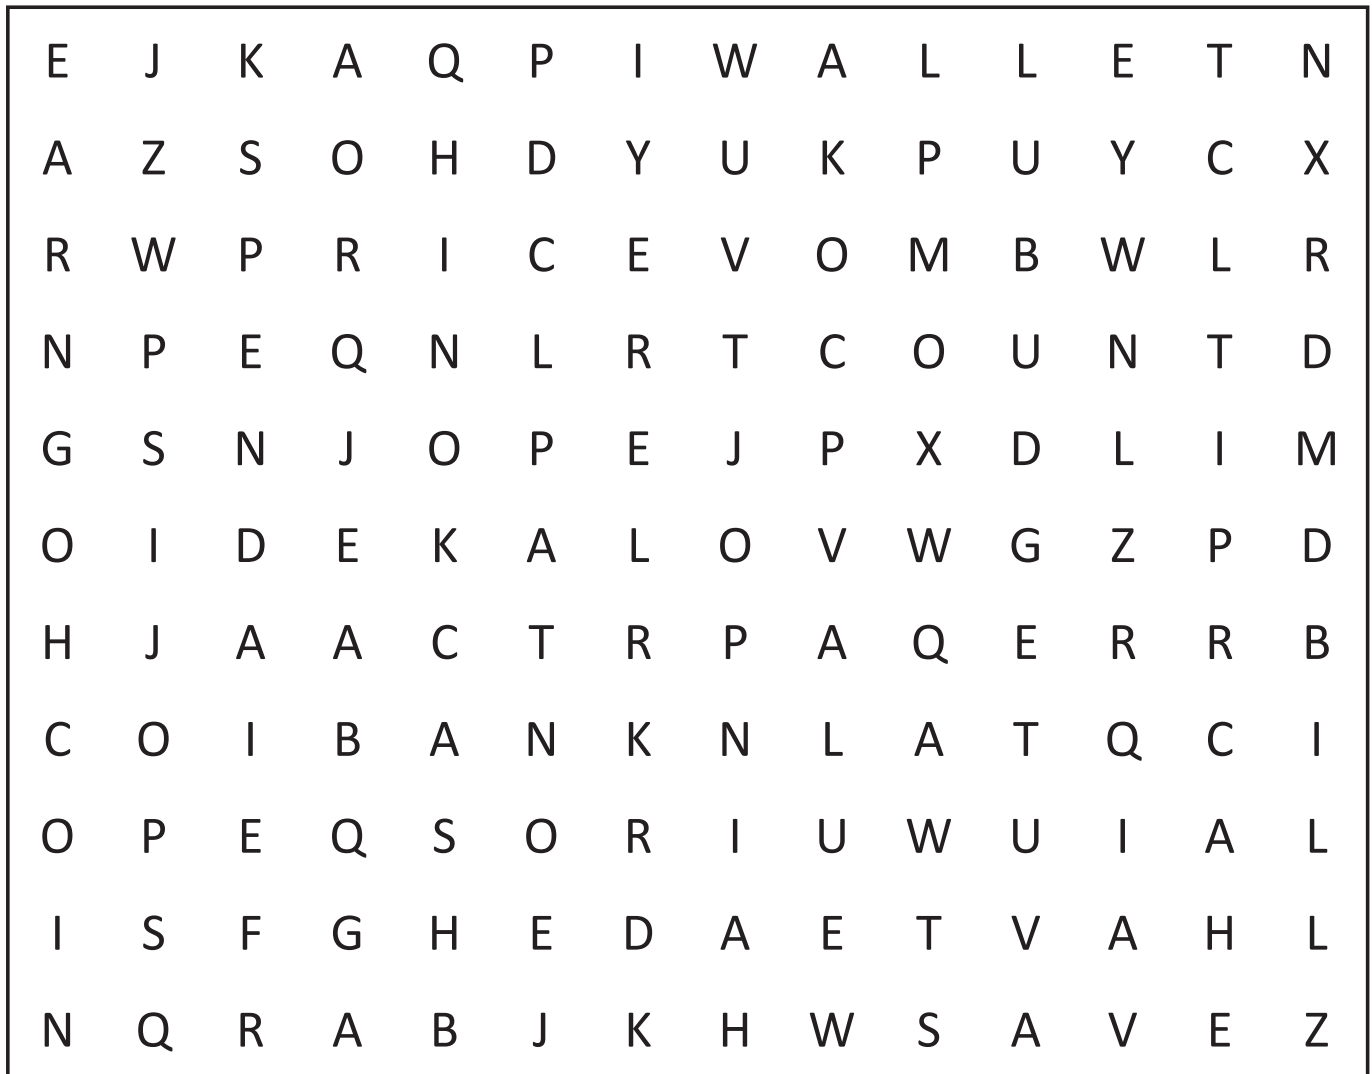 E J K A Q P I W A L L E T N
A Z S O H D Y U K P U Y C X
R W P R I C E V O M B W L R
N P E Q N L R T C O U N T D
G S N J O P E J P X D L I M
O I D E K A L O V W G Z P D
H J A A C T R P A Q E R R B
C O I B A N K N L A T Q C I
O P E Q S O R I U W U I A L
I S F G H E D A E T V A H L
N Q R A B J K H W S A V E Z